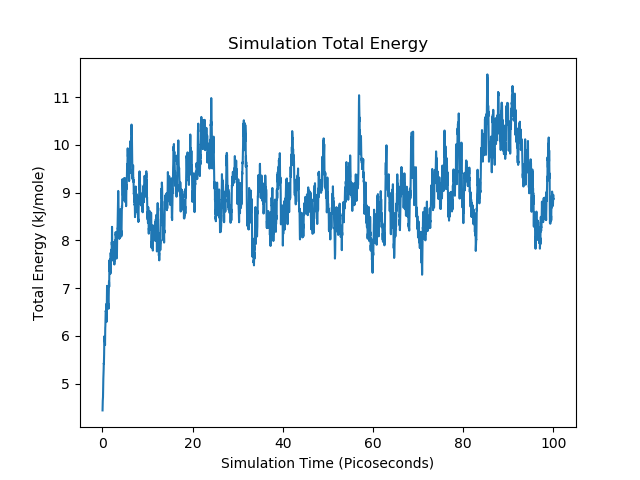 Simulation Total Energy
Total Energy (kJ/mole)
11
10
9
8
7
6
5
0 20 40 60 80 100
Simulation Time (Picoseconds)